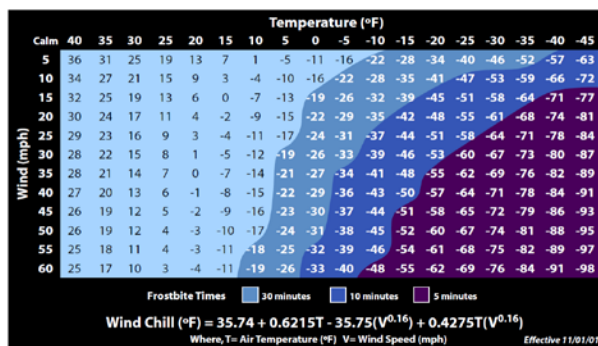 Temperature (°F)
Calm 40 35 30 25 20 15 10 5 0 -5 -10 -15 -20 -25 -30 -35 -40 -45
Wind (mph)
5 36 31 25 19 13 7 1 -5 -11 -16 -22 -28 -34 -40 -46 -52 -57 -63
10 34 27 21 15 9 3 -4 -10 -16 -22 -28 -35 -41 -47 -53 -59 -66 -72
15 32 25 19 13 6 0 -7 -13 -19 -26 -32 -39 -45 -51 -58 -64 -71 -77
20 30 24 17 11 4 -2 -9 -15 -22 -29 -35 -42 -48 -55 -61 -68 -74 -81
25 29 23 16 9 3 -4 -11 -17 -24 -31 -37 -44 -51 -58 -64 -71 -78 -84
30 28 22 15 8 1 -5 -12 -19 -26 -33 -39 -46 -53 -60 -67 -73 -80 -87
35 28 21 14 7 0 -7 -14 -21 -27 -34 -41 -48 -55 -62 -69 -76 -82 -89
40 27 20 13 6 -1 -8 -15 -22 -29 -36 -43 -50 -57 -64 -71 -78 -84 -91
45 26 19 12 5 -2 -9 -16 -23 -30 -37 -44 -51 -58 -65 -72 -79 -86 -93
50 26 19 12 4 -3 -10 -17 -24 -31 -38 -45 -52 -60 -67 -74 -81 -88 -95
55 25 18 11 4 -3 -11 -18 -25 -32 -39 -46 -54 -61 -68 -75 -82 -89 -97
60 25 17 10 3 -4 -11 -19 -26 -33 -40 -48 -55 -62 -69 -76 -84 -91 -98
Frostbite Times 30 minutes 10 minutes 5 minutes
Wind Chill (°F) = 35.74 + 0.6215T - 35.75(V⁰·¹⁶) + 0.4275T(V⁰·¹⁶)
Where, T= Air Temperature (°F) V= Wind Speed (mph) Effective 11/01/01